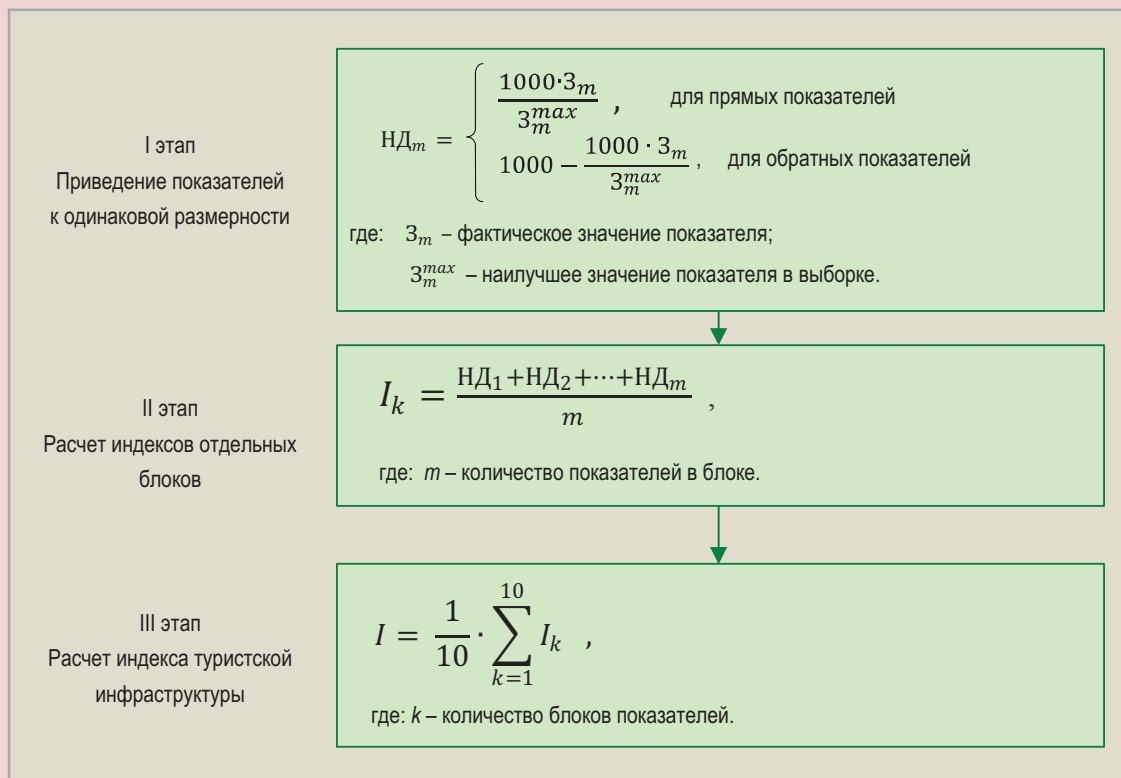 I этап
Приведение показателей
к одинаковой размерности
НД_m = { 1000·З_m / З_m^max , для прямых показателей
1000 − 1000 · З_m / З_m^max , для обратных показателей
где: З_m – фактическое значение показателя;
З_m^max – наилучшее значение показателя в выборке.
II этап
Расчет индексов отдельных
блоков
I_k = НД_1+НД_2+⋯+НД_m / m ,
где: m – количество показателей в блоке.
III этап
Расчет индекса туристской
инфраструктуры
I = 1/10 · ∑_{k=1}^{10} I_k ,
где: k – количество блоков показателей.